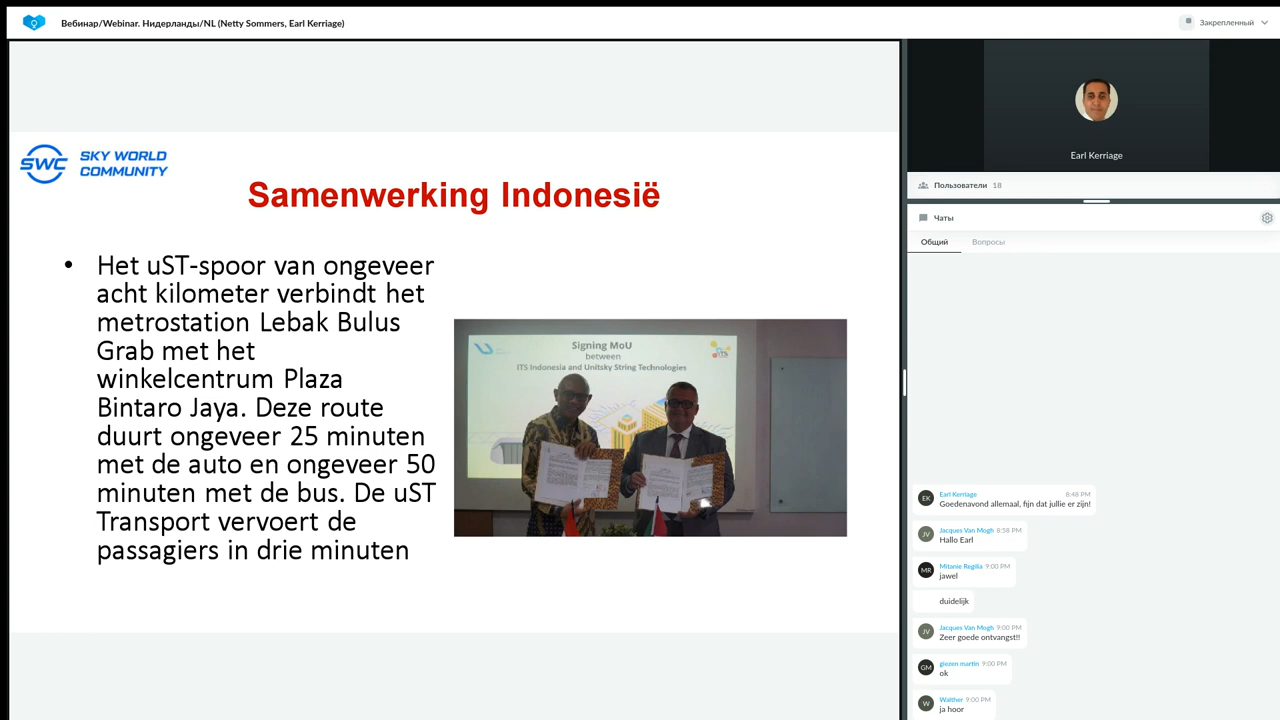 Вебинар/Webinar. Нидерланды/NL (Netty Sommers, Earl Kerriage)
Закрепленный
SWC SKY WORLD
COMMUNITY
Samenwerking Indonesië
• Het uST-spoor van ongeveer
acht kilometer verbindt het
metrostation Lebak Bulus
Grab met het
winkelcentrum Plaza
Bintaro Jaya. Deze route
duurt ongeveer 25 minuten
met de auto en ongeveer 50
minuten met de bus. De uST
Transport vervoert de
passagiers in drie minuten
Signing MoU
between
ITS Indonesia and Unitsky String Technologies
ITS
Earl Kerriage
Пользователи 18
Чаты
Общий Вопросы
EK Earl Kerriage 8:48 PM
Goedenavond allemaal, fijn dat jullie er zijn!
JV Jacques Van Mogh 8:58 PM
Hallo Earl
MR Mitanie Regilia 9:00 PM
jawel
duidelijk
JV Jacques Van Mogh 9:00 PM
Zeer goede ontvangst!!
GM giezen martin 9:00 PM
ok
W Walther 9:00 PM
ja hoor